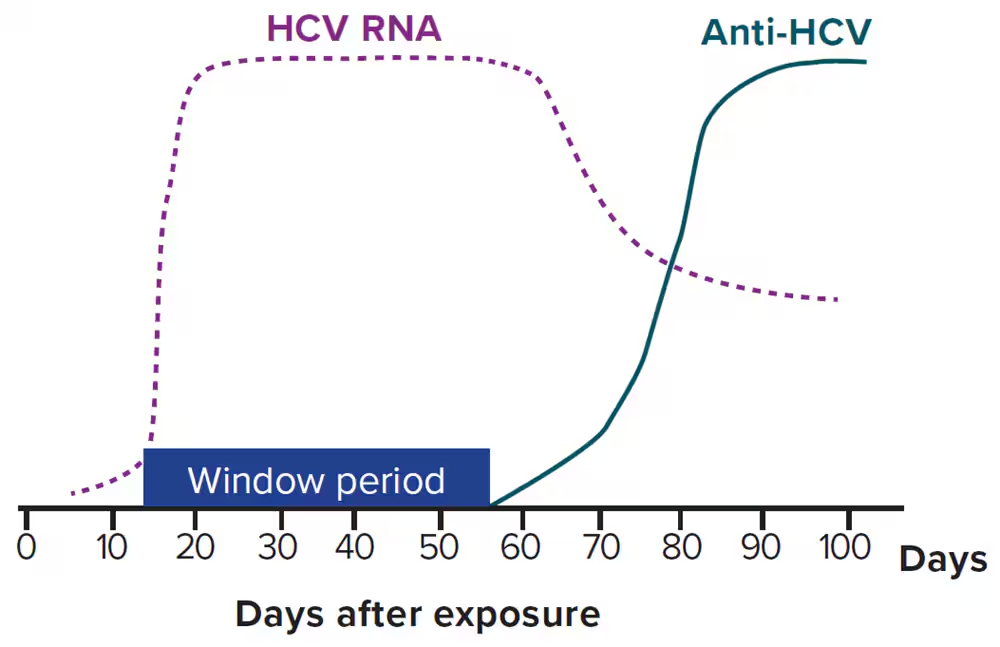 HCV RNA
Anti-HCV
Window period
0 10 20 30 40 50 60 70 80 90 100 Days
Days after exposure